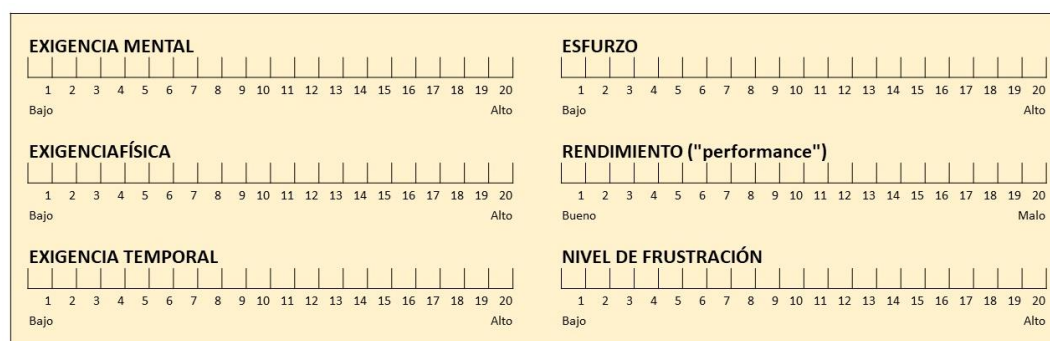 EXIGENCIA MENTAL
1 2 3 4 5 6 7 8 9 10 11 12 13 14 15 16 17 18 19 20
Bajo Alto
EXIGENCIAFÍSICA
1 2 3 4 5 6 7 8 9 10 11 12 13 14 15 16 17 18 19 20
Bajo Alto
EXIGENCIA TEMPORAL
1 2 3 4 5 6 7 8 9 10 11 12 13 14 15 16 17 18 19 20
Bajo Alto
ESFURZO
1 2 3 4 5 6 7 8 9 10 11 12 13 14 15 16 17 18 19 20
Bajo Alto
RENDIMIENTO ("performance")
1 2 3 4 5 6 7 8 9 10 11 12 13 14 15 16 17 18 19 20
Bueno Malo
NIVEL DE FRUSTRACIÓN
1 2 3 4 5 6 7 8 9 10 11 12 13 14 15 16 17 18 19 20
Bajo Alto